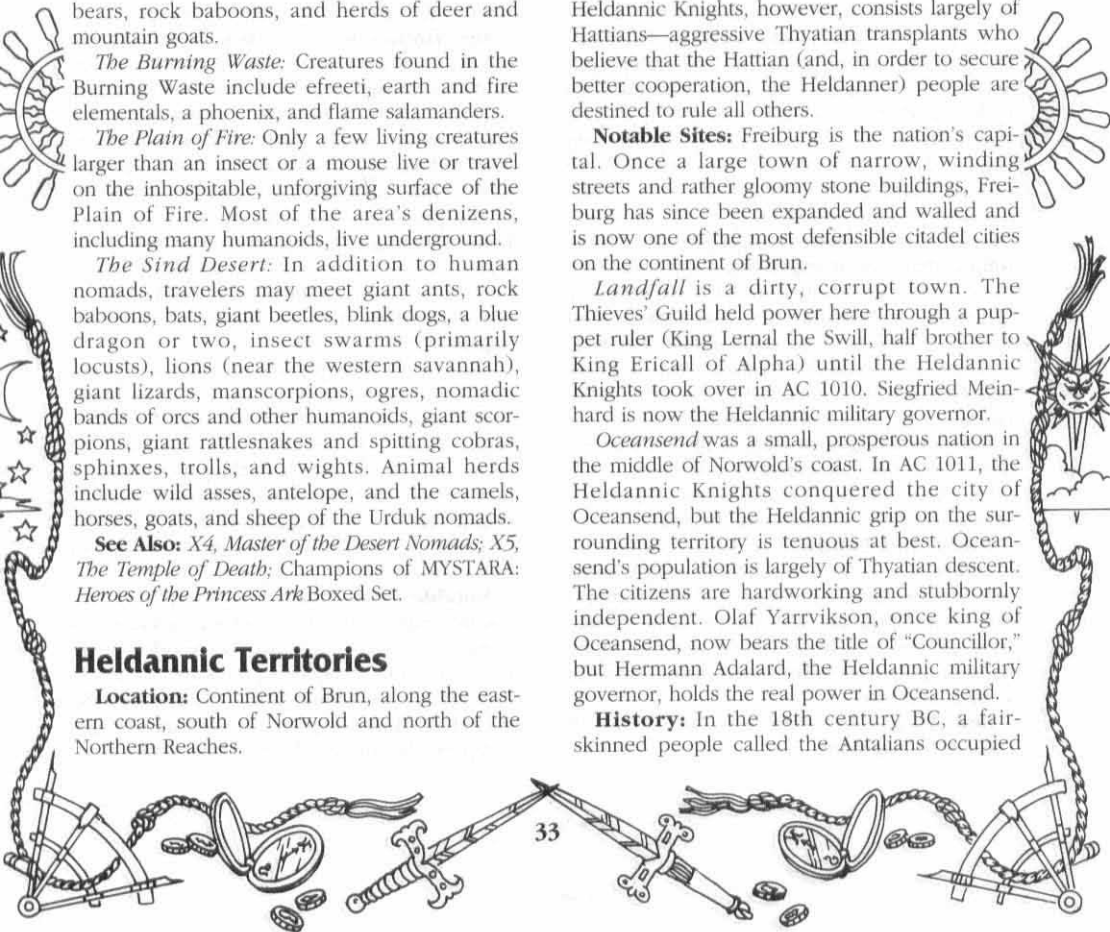 bears, rock baboons, and herds of deer and
mountain goats.
The Burning Waste: Creatures found in the
Burning Waste include efreeti, earth and fire
elementals, a phoenix, and flame salamanders.
The Plain of Fire: Only a few living creatures
larger than an insect or a mouse live or travel
on the inhospitable, unforgiving surface of the
Plain of Fire. Most of the area's denizens,
including many humanoids, live underground.
The Sind Desert: In addition to human
nomads, travelers may meet giant ants, rock
baboons, bats, giant beetles, blink dogs, a blue
dragon or two, insect swarms (primarily
locusts), lions (near the western savannah),
giant lizards, manscorpions, ogres, nomadic
bands of orcs and other humanoids, giant scor-
pions, giant rattlesnakes and spitting cobras,
sphinxes, trolls, and wights. Animal herds
include wild asses, antelope, and the camels,
horses, goats, and sheep of the Urduk nomads.
See Also: X4, Master of the Desert Nomads; X5,
The Temple of Death; Champions of MYSTARA:
Heroes of the Princess Ark Boxed Set.
Heldannic Territories
Location: Continent of Brun, along the east-
ern coast, south of Norwold and north of the
Northern Reaches.
Heldannic Knights, however, consists largely of
Hattians—aggressive Thyatian transplants who
believe that the Hattian (and, in order to secure
better cooperation, the Heldanner) people are
destined to rule all others.
Notable Sites: Freiburg is the nation's capi-
tal. Once a large town of narrow, winding
streets and rather gloomy stone buildings, Frei-
burg has since been expanded and walled and
is now one of the most defensible citadel cities
on the continent of Brun.
Landfall is a dirty, corrupt town. The
Thieves' Guild held power here through a pup-
pet ruler (King Lernal the Swill, half brother to
King Ericall of Alpha) until the Heldannic
Knights took over in AC 1010. Siegfried Mein-
hard is now the Heldannic military governor.
Oceansend was a small, prosperous nation in
the middle of Norwold's coast. In AC 1011, the
Heldannic Knights conquered the city of
Oceansend, but the Heldannic grip on the sur-
rounding territory is tenuous at best. Ocean-
send's population is largely of Thyatian descent.
The citizens are hardworking and stubbornly
independent. Olaf Yarrvikson, once king of
Oceansend, now bears the title of "Councillor,"
but Hermann Adalard, the Heldannic military
governor, holds the real power in Oceansend.
History: In the 18th century BC, a fair-
skinned people called the Antalians occupied
33